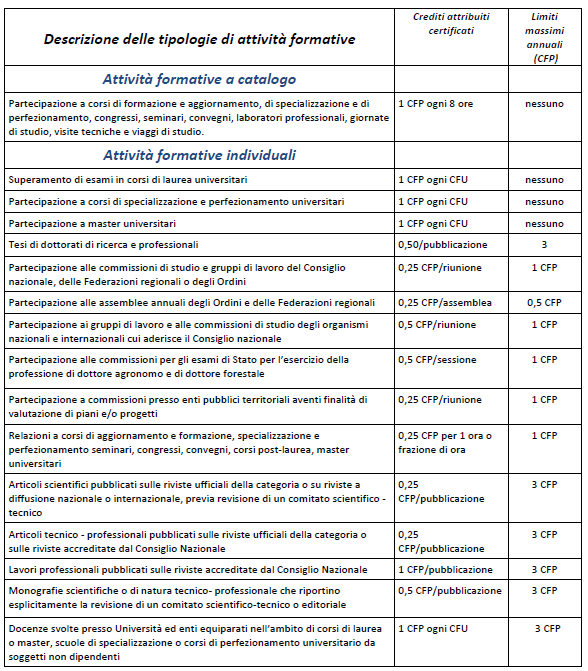 Descrizione delle tipologie di attività formative
Crediti attribuiti
certificati
Limiti
massimi
annuali
(CFP)
Attività formative a catalogo
Partecipazione a corsi di formazione e aggiornamento, di specializzazione e di
perfezionamento, congressi, seminari, convegni, laboratori professionali, giornate
di studio, visite tecniche e viaggi di studio.
1 CFP ogni 8 ore
nessuno
Attività formative individuali
Superamento di esami in corsi di laurea universitari
1 CFP ogni CFU
nessuno
Partecipazione a corsi di specializzazione e perfezionamento universitari
1 CFP ogni CFU
nessuno
Partecipazione a master universitari
1 CFP ogni CFU
nessuno
Tesi di dottorati di ricerca e professionali
0,50/pubblicazione
3
Partecipazione alle commissioni di studio e gruppi di lavoro del Consiglio
nazionale, delle Federazioni regionali o degli Ordini
0,25 CFP/riunione
1 CFP
Partecipazione alle assemblee annuali degli Ordini e delle Federazioni regionali
0,25 CFP/assemblea
0,5 CFP
Partecipazione ai gruppi di lavoro e alle commissioni di studio degli organismi
nazionali e internazionali cui aderisce il Consiglio nazionale
0,5 CFP/riunione
1 CFP
Partecipazione alle commissioni per gli esami di Stato per l'esercizio della
professione di dottore agronomo e di dottore forestale
0,5 CFP/sessione
1 CFP
Partecipazione a commissioni presso enti pubblici territoriali aventi finalità di
valutazione di piani e/o progetti
0,25 CFP/riunione
1 CFP
Relazioni a corsi di aggiornamento e formazione, specializzazione e
perfezionamento seminari, congressi, convegni, corsi post-laurea, master
universitari
0,25 CFP per 1 ora o
frazione di ora
1 CFP
Articoli scientifici pubblicati sulle riviste ufficiali della categoria o su riviste a
diffusione nazionale o internazionale, previa revisione di un comitato scientifico -
tecnico
0,25
CFP/pubblicazione
3 CFP
Articoli tecnico - professionali pubblicati sulle riviste ufficiali della categoria o
sulle riviste accreditate dal Consiglio Nazionale
0,25
CFP/pubblicazione
3 CFP
Lavori professionali pubblicati sulle riviste accreditate dal Consiglio Nazionale
1 CFP/pubblicazione
3 CFP
Monografie scientifiche o di natura tecnico- professionale che riportino
esplicitamente la revisione di un comitato scientifico-tecnico o editoriale
0,5 CFP/pubblicazione
3 CFP
Docenze svolte presso Università ed enti equiparati nell'ambito di corsi di laurea
o master, scuole di specializzazione o corsi di perfezionamento universitario da
soggetti non dipendenti
1 CFP ogni CFU
3 CFP